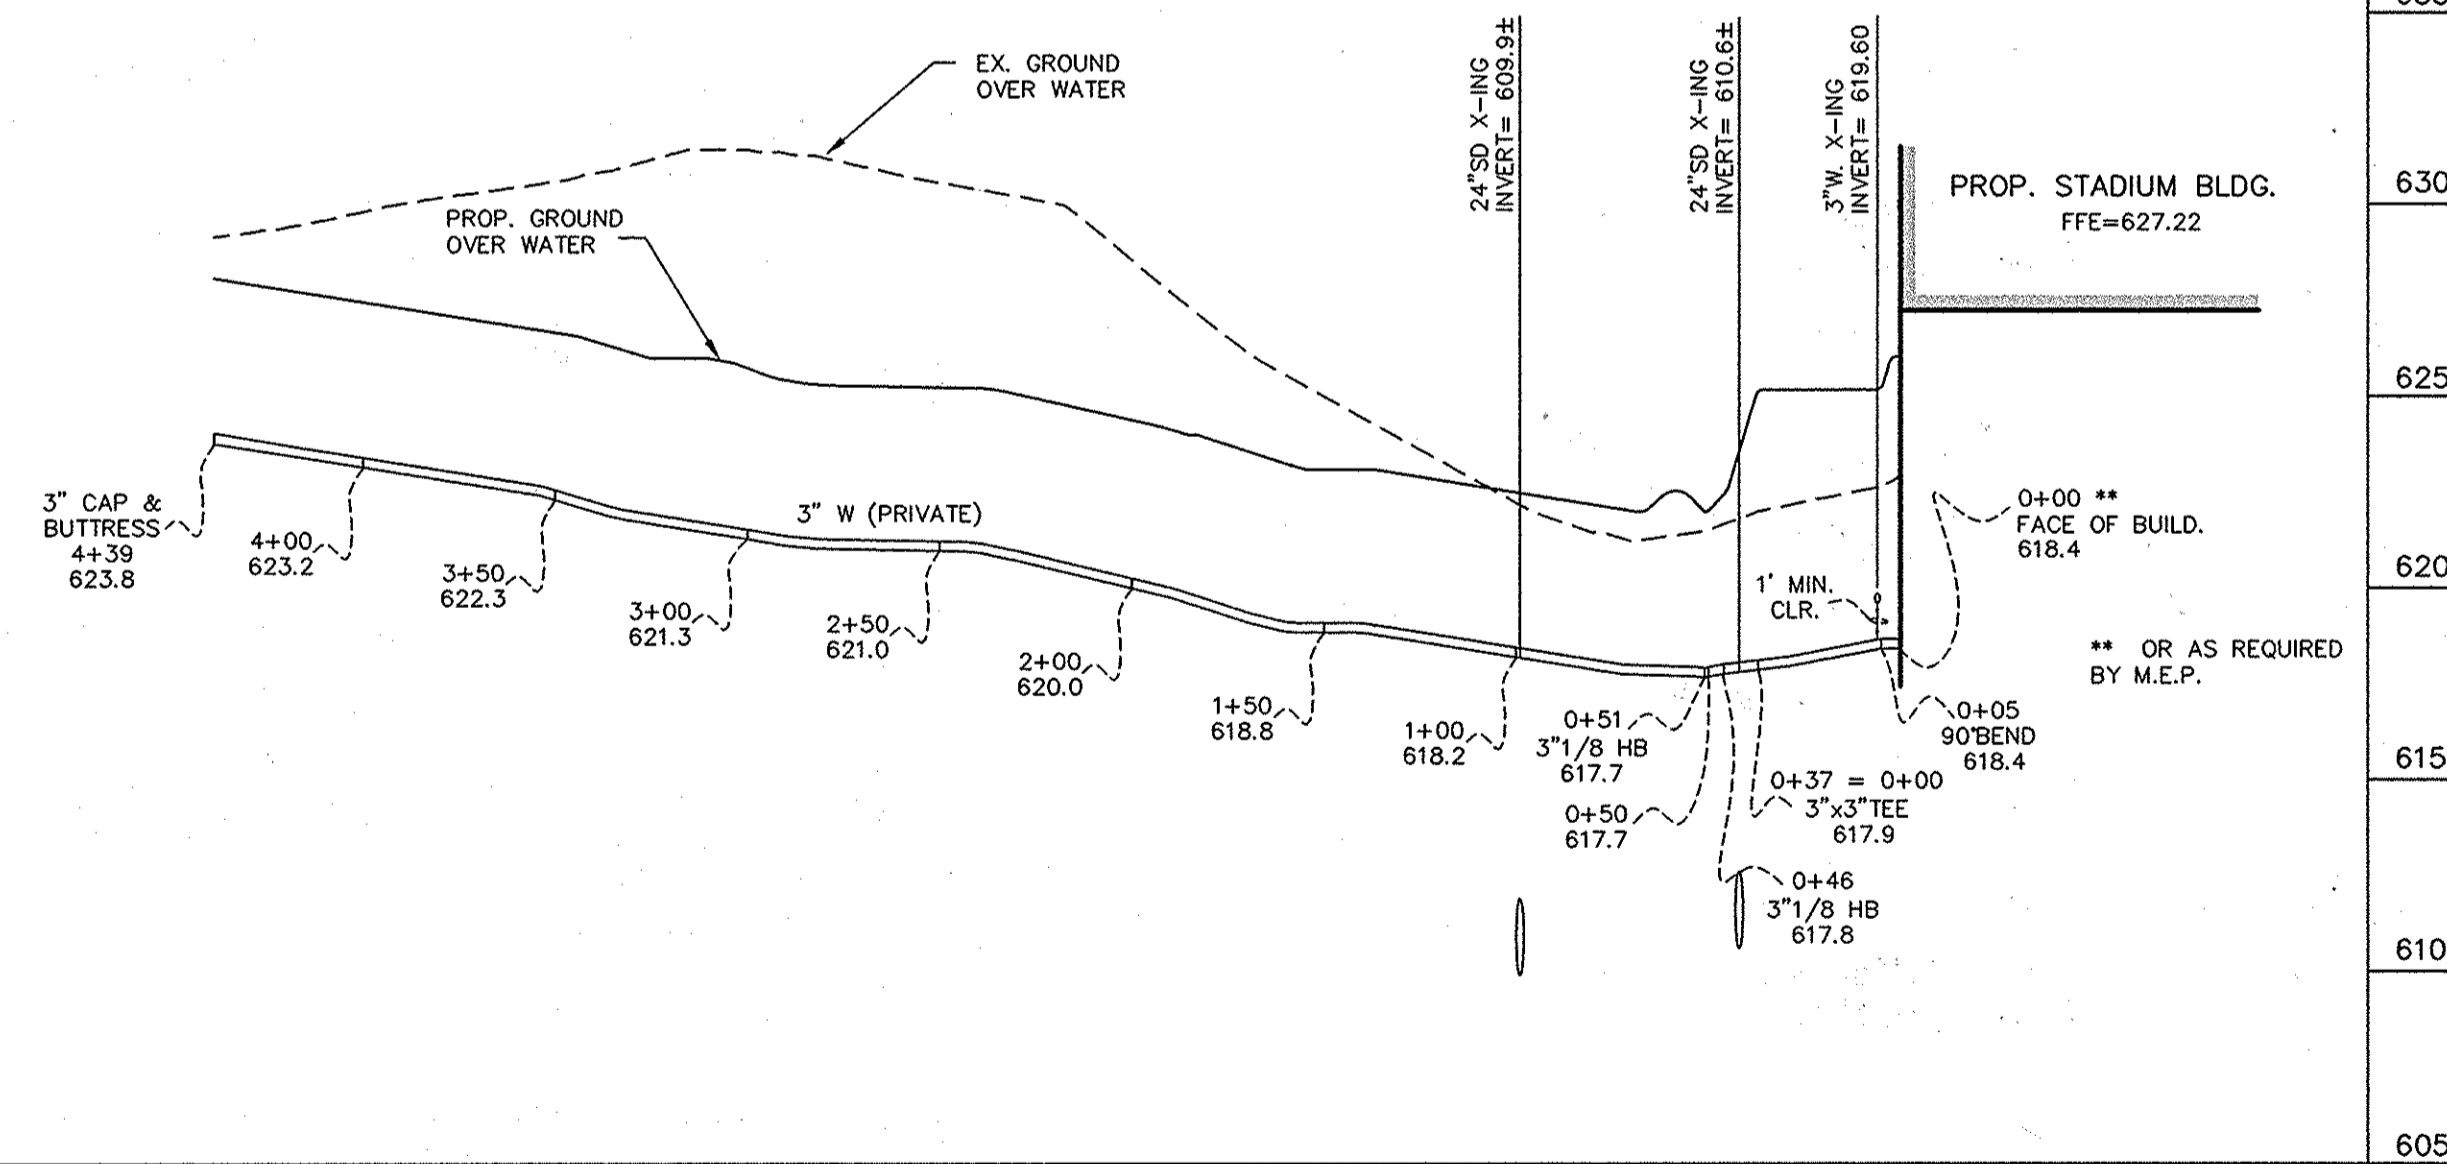 EX. GROUND
OVER WATER
PROP. GROUND
OVER WATER
24"SD X-ING
INVERT= 609.9±
24"SD X-ING
INVERT= 610.6±
3"W. X-ING
INVERT= 619.60
PROP. STADIUM BLDG.
FFE=627.22
630
625
620
615
610
605
3" CAP &
BUTTRESS
4+39
623.8
4+00
623.2
3+50
622.3
3+00
621.3
3" W (PRIVATE)
2+50
621.0
2+00
620.0
1+50
618.8
1+00
618.2
0+51
3"1/8 HB
617.7
0+50
617.7
1' MIN.
CLR.
0+00 **
FACE OF BUILD.
618.4
** OR AS REQUIRED
BY M.E.P.
0+05
90°BEND
618.4
0+37 = 0+00
3"x3"TEE
617.9
0+46
3"1/8 HB
617.8